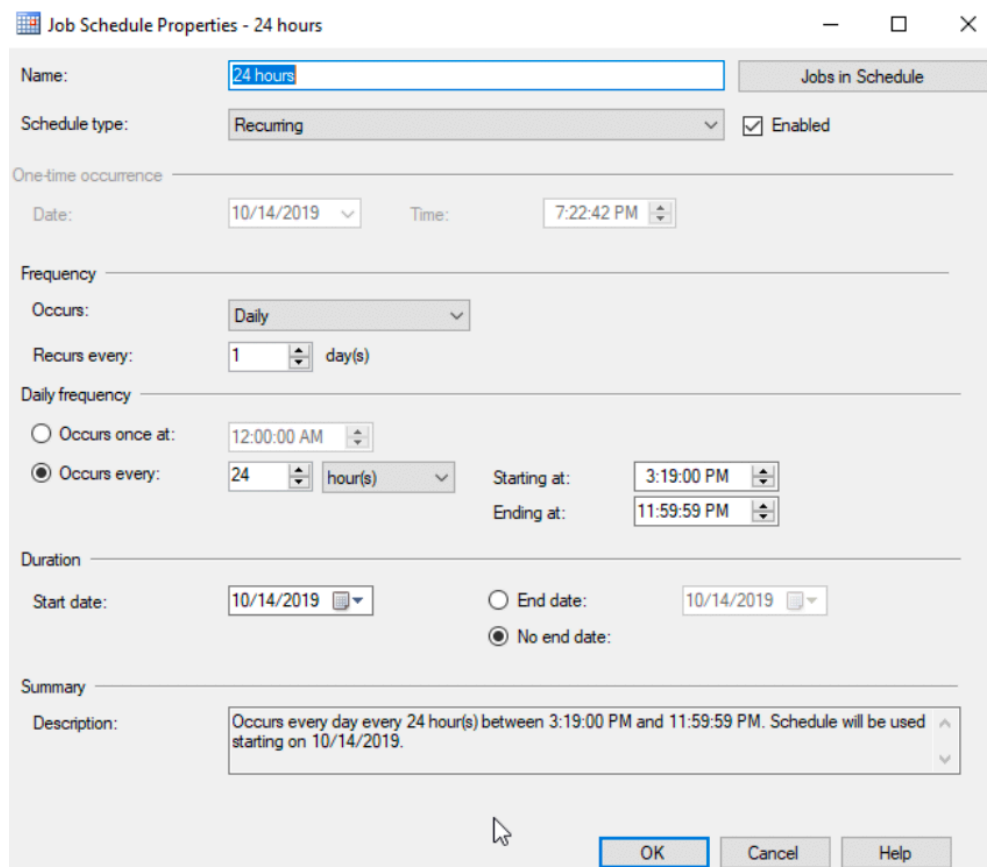 Job Schedule Properties - 24 hours
Name: 24 hours Jobs in Schedule
Schedule type: Recurring Enabled
One-time occurrence
Date: 10/14/2019 Time: 7:22:42 PM
Frequency
Occurs: Daily
Recurs every: 1 day(s)
Daily frequency
Occurs once at: 12:00:00 AM
Occurs every: 24 hour(s) Starting at: 3:19:00 PM
Ending at: 11:59:59 PM
Duration
Start date: 10/14/2019 End date: 10/14/2019
No end date:
Summary
Description: Occurs every day every 24 hour(s) between 3:19:00 PM and 11:59:59 PM. Schedule will be used
starting on 10/14/2019.
OK Cancel Help